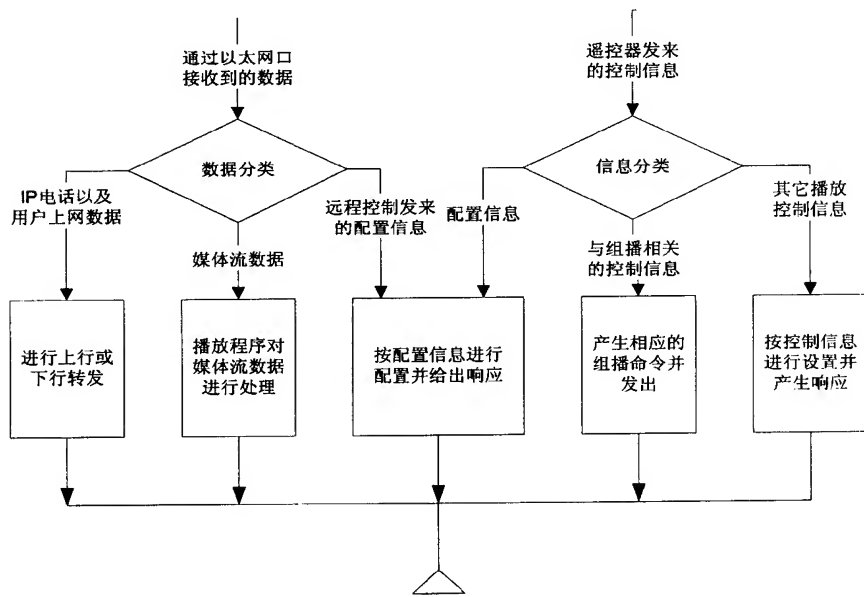 通过以太网口
接收到的数据
遥控器发来
的控制信息
数据分类
信息分类
IP电话以及
用户上网数据
媒体流数据
远程控制发来
的配置信息
配置信息
与组播相关
的控制信息
其它播放
控制信息
进行上行或
下行转发
播放程序对
媒体流数据
进行处理
按配置信息进行
配置并给出响应
产生相应的
组播命令并
发出
按控制信息
进行设置并
产生响应